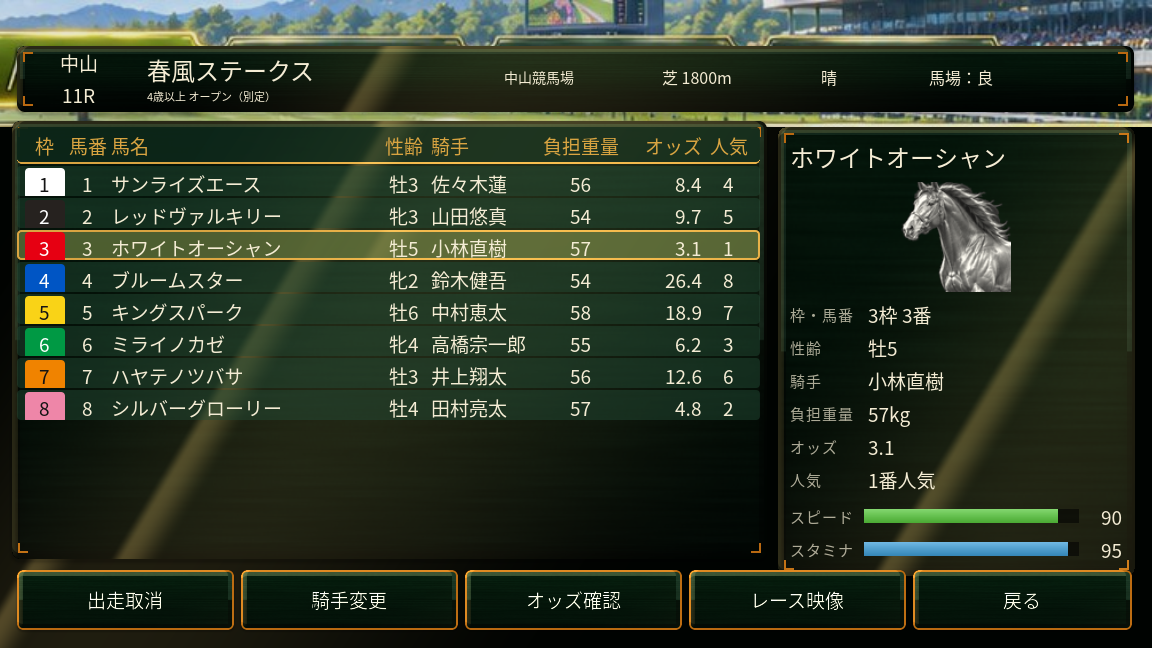 中山
11R
春風ステークス
4歳以上 オープン（別定）
中山競馬場
芝 1800m
晴
馬場：良
枠 馬番 馬名 性齢 騎手 負担重量 オッズ 人気
1 1 サンライズエース 牡3 佐々木蓮 56 8.4 4
2 2 レッドヴァルキリー 牝3 山田悠真 54 9.7 5
3 3 ホワイトオーシャン 牡5 小林直樹 57 3.1 1
4 4 ブルームスター 牝2 鈴木健吾 54 26.4 8
5 5 キングスパーク 牡6 中村恵太 58 18.9 7
6 6 ミライノカゼ 牝4 高橋宗一郎 55 6.2 3
7 7 ハヤテノツバサ 牡3 井上翔太 56 12.6 6
8 8 シルバーグローリー 牡4 田村亮太 57 4.8 2
ホワイトオーシャン
枠・馬番 3枠 3番
性齢 牡5
騎手 小林直樹
負担重量 57kg
オッズ 3.1
人気 1番人気
スピード 90
スタミナ 95
出走取消
騎手変更
オッズ確認
レース映像
戻る